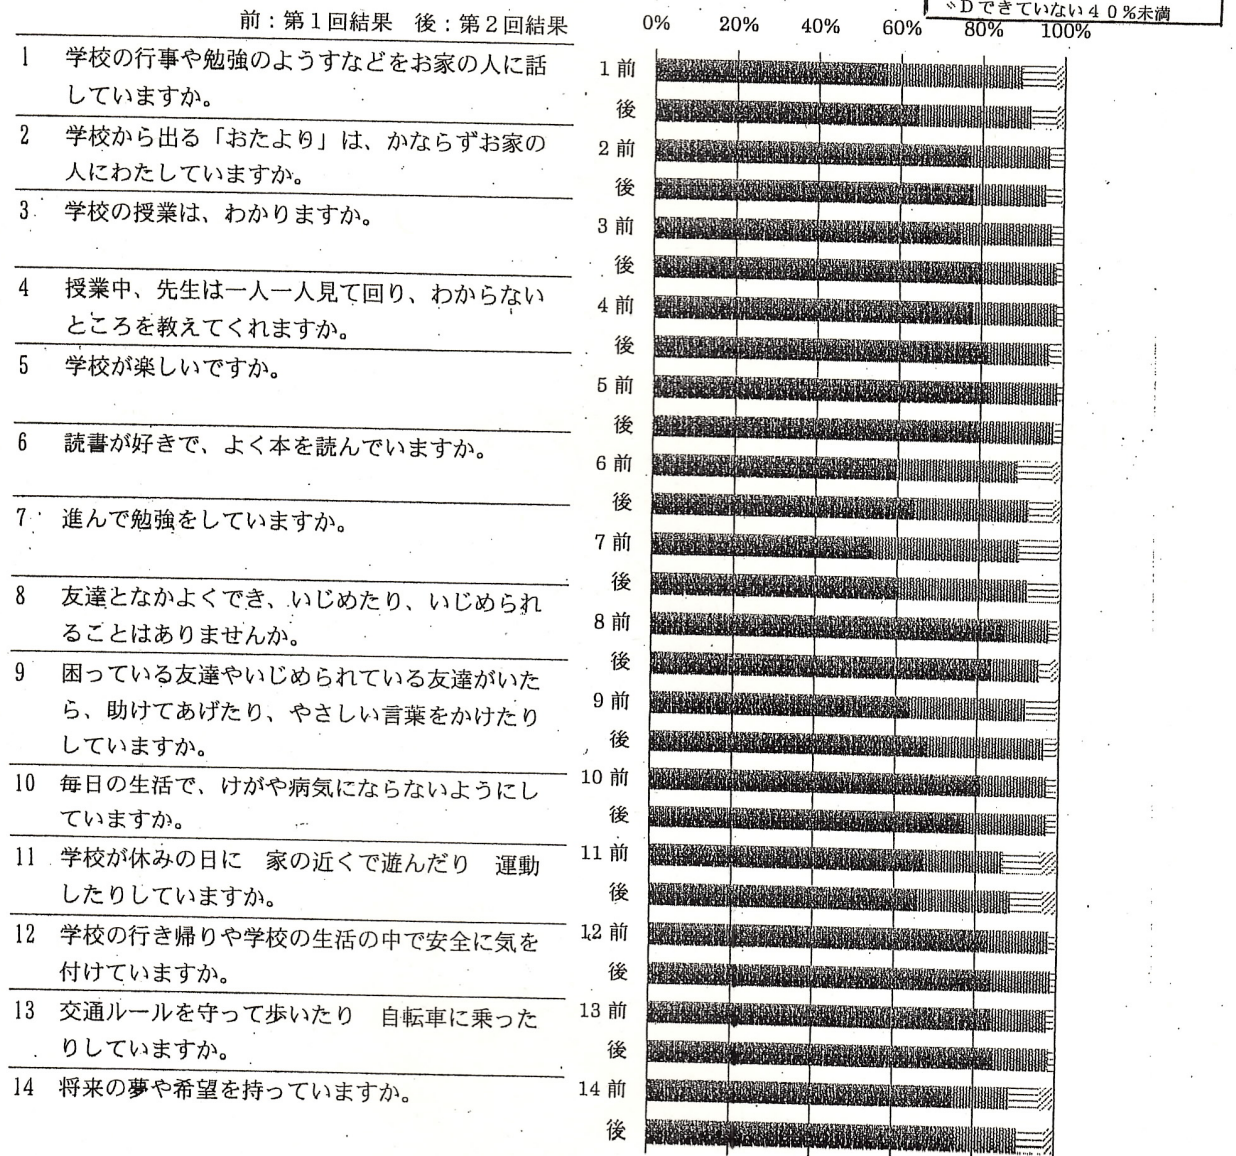 ※Dできていない40%未満
前：第1回結果　後：第2回結果
0% 20% 40% 60% 80% 100%
1 学校の行事や勉強のようすなどをお家の人に話
していますか。
2 学校から出る「おたより」は、かならずお家の
人にわたしていますか。
3 学校の授業は、わかりますか。
4 授業中、先生は一人一人見て回り、わからない
ところを教えてくれますか。
5 学校が楽しいですか。
6 読書が好きで、よく本を読んでいますか。
7 進んで勉強をしていますか。
8 友達となかよくでき、いじめたり、いじめられ
ることはありませんか。
9 困っている友達やいじめられている友達がいた
ら、助けてあげたり、やさしい言葉をかけたり
していますか。
10 毎日の生活で、けがや病気にならないようにし
ていますか。
11 学校が休みの日に　家の近くで遊んだり　運動
したりしていますか。
12 学校の行き帰りや学校の生活の中で安全に気を
付けていますか。
13 交通ルールを守って歩いたり　自転車に乗った
りしていますか。
14 将来の夢や希望を持っていますか。
1前
後
2前
後
3前
後
4前
後
5前
後
6前
後
7前
後
8前
後
9前
後
10前
後
11前
後
12前
後
13前
後
14前
後